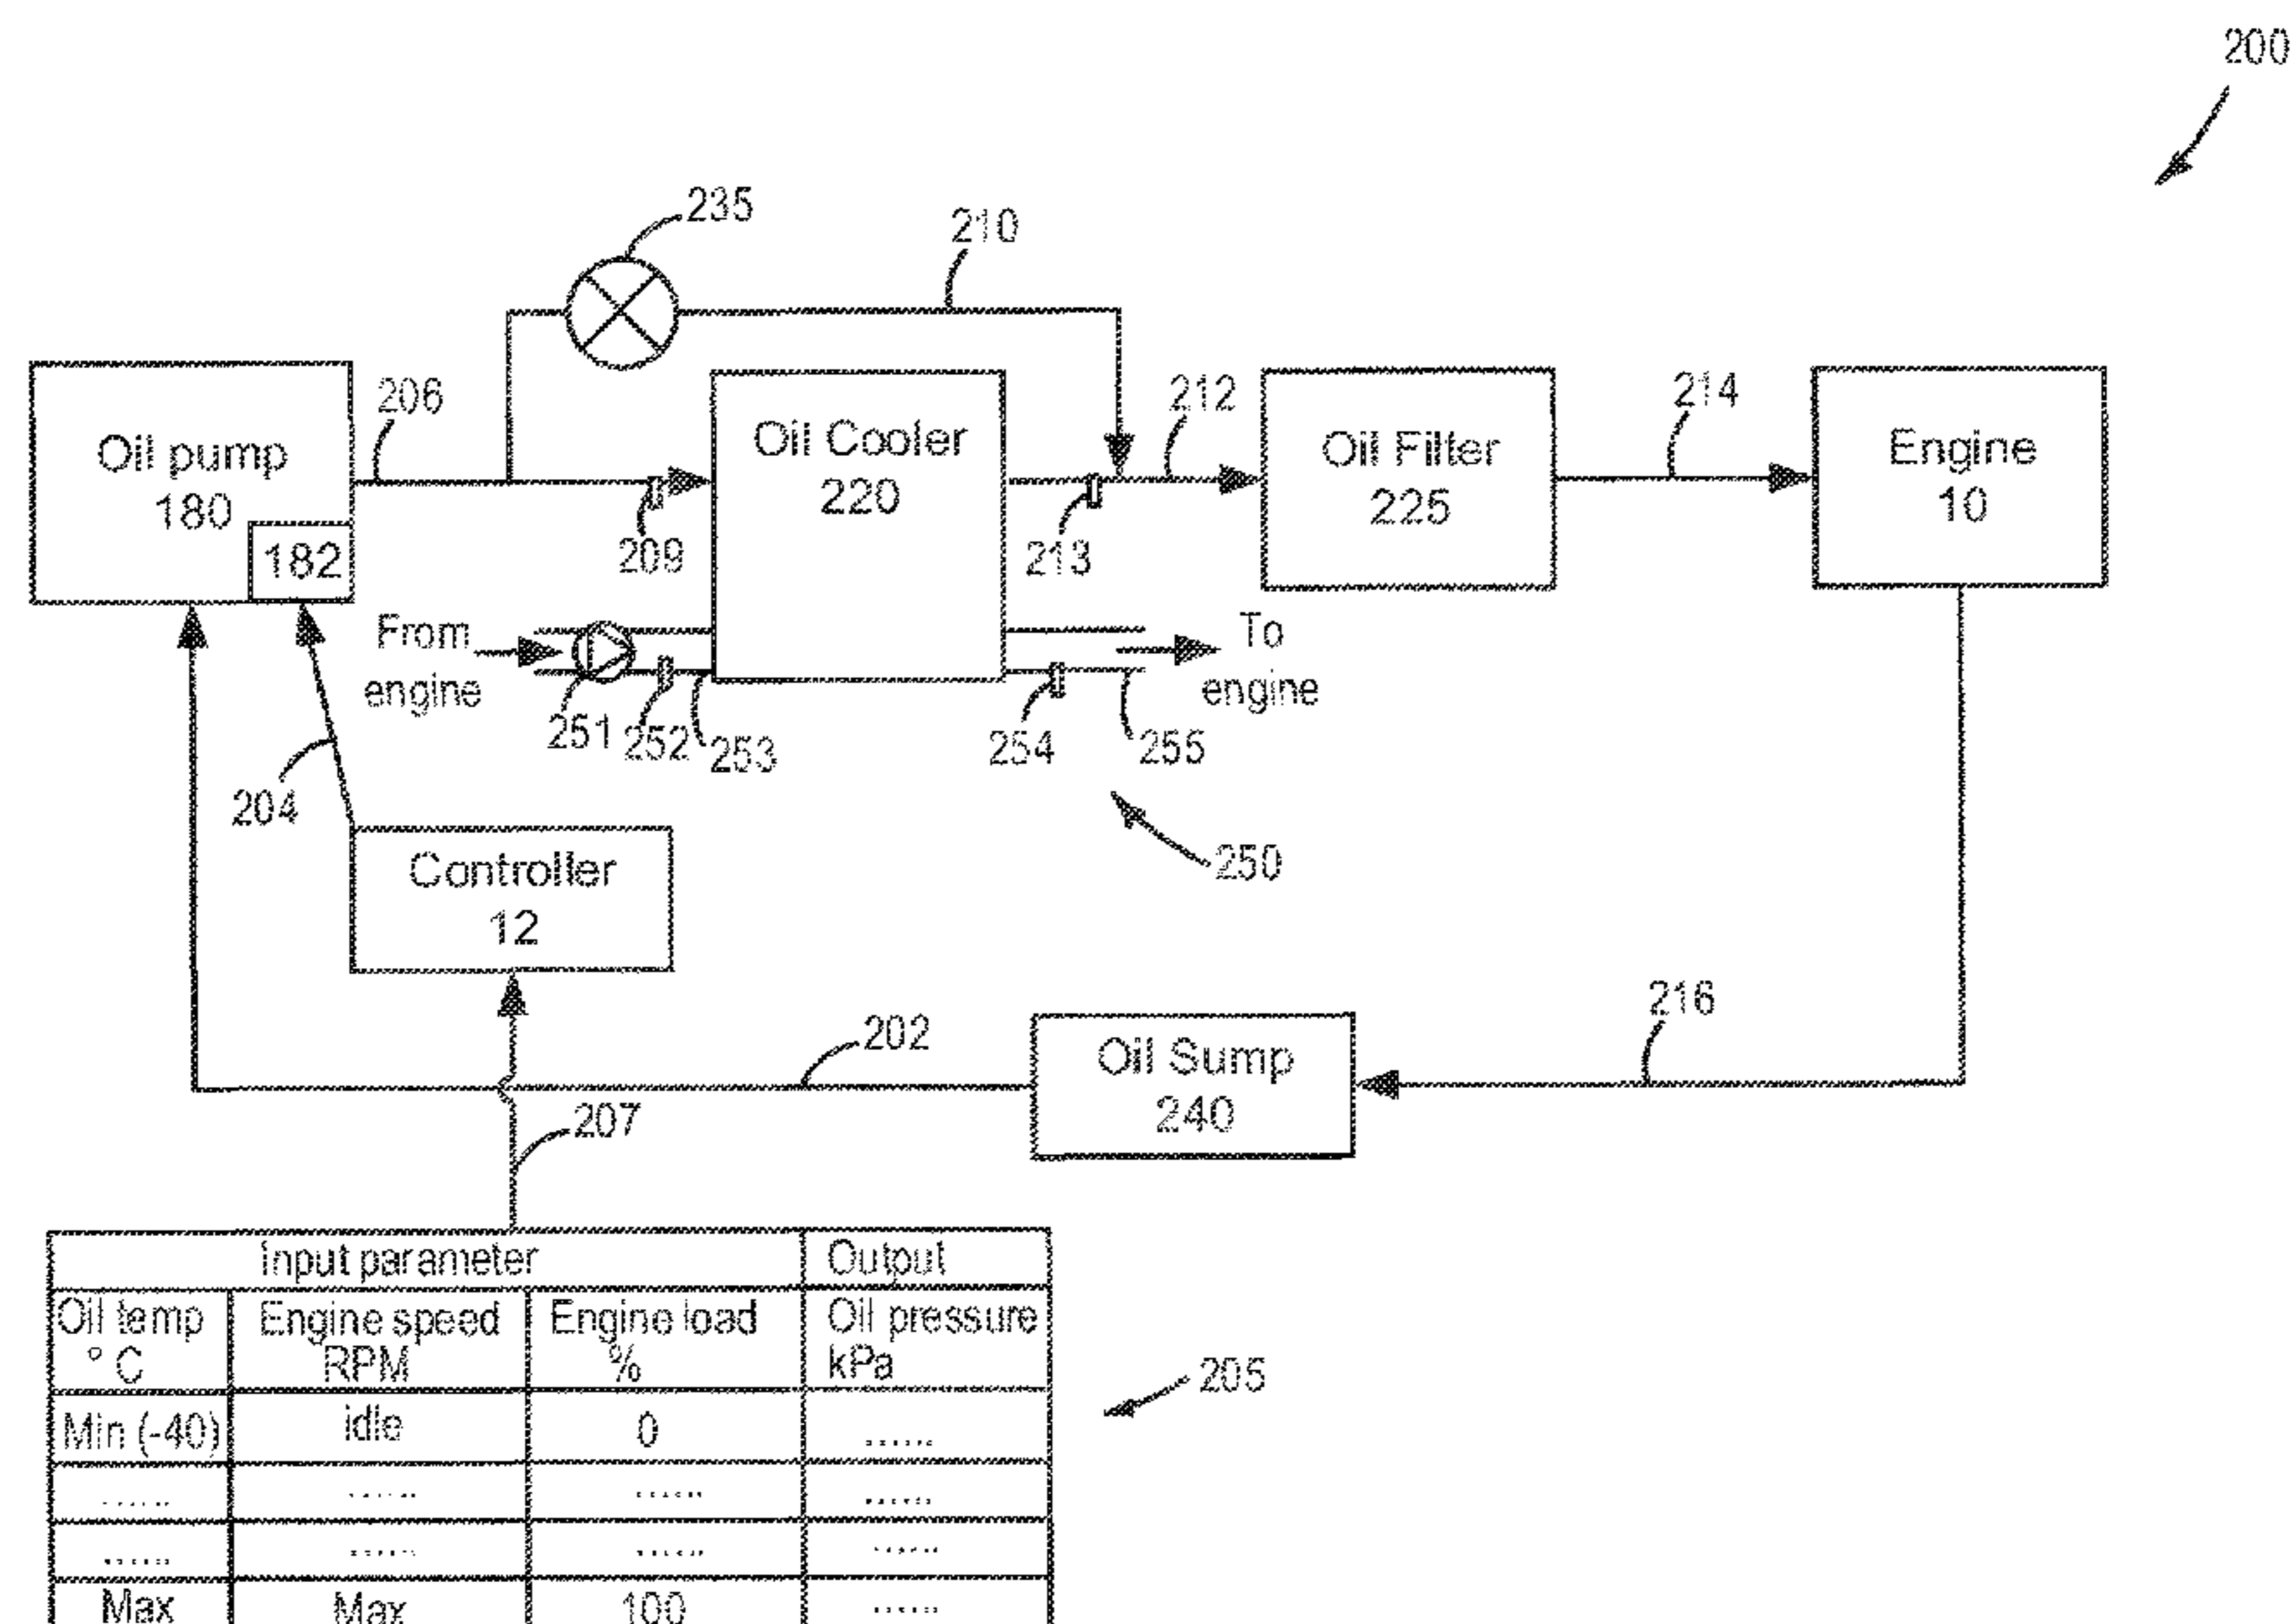 200
235
210
206
212
214
Oil pump
180
182
Oil Cooler
220
Oil Filter
225
Engine
10
209
213
From
engine
To
engine
251
252
253
254
255
204
250
Controller
12
202
Oil Sump
240
216
207
Input parameter
Output
Oil temp
° C
Engine speed
RPM
Engine load
%
Oil pressure
kPa
205
Min (-40)
idle
0
......
......
......
......
......
......
......
......
......
Max
Max
100
......